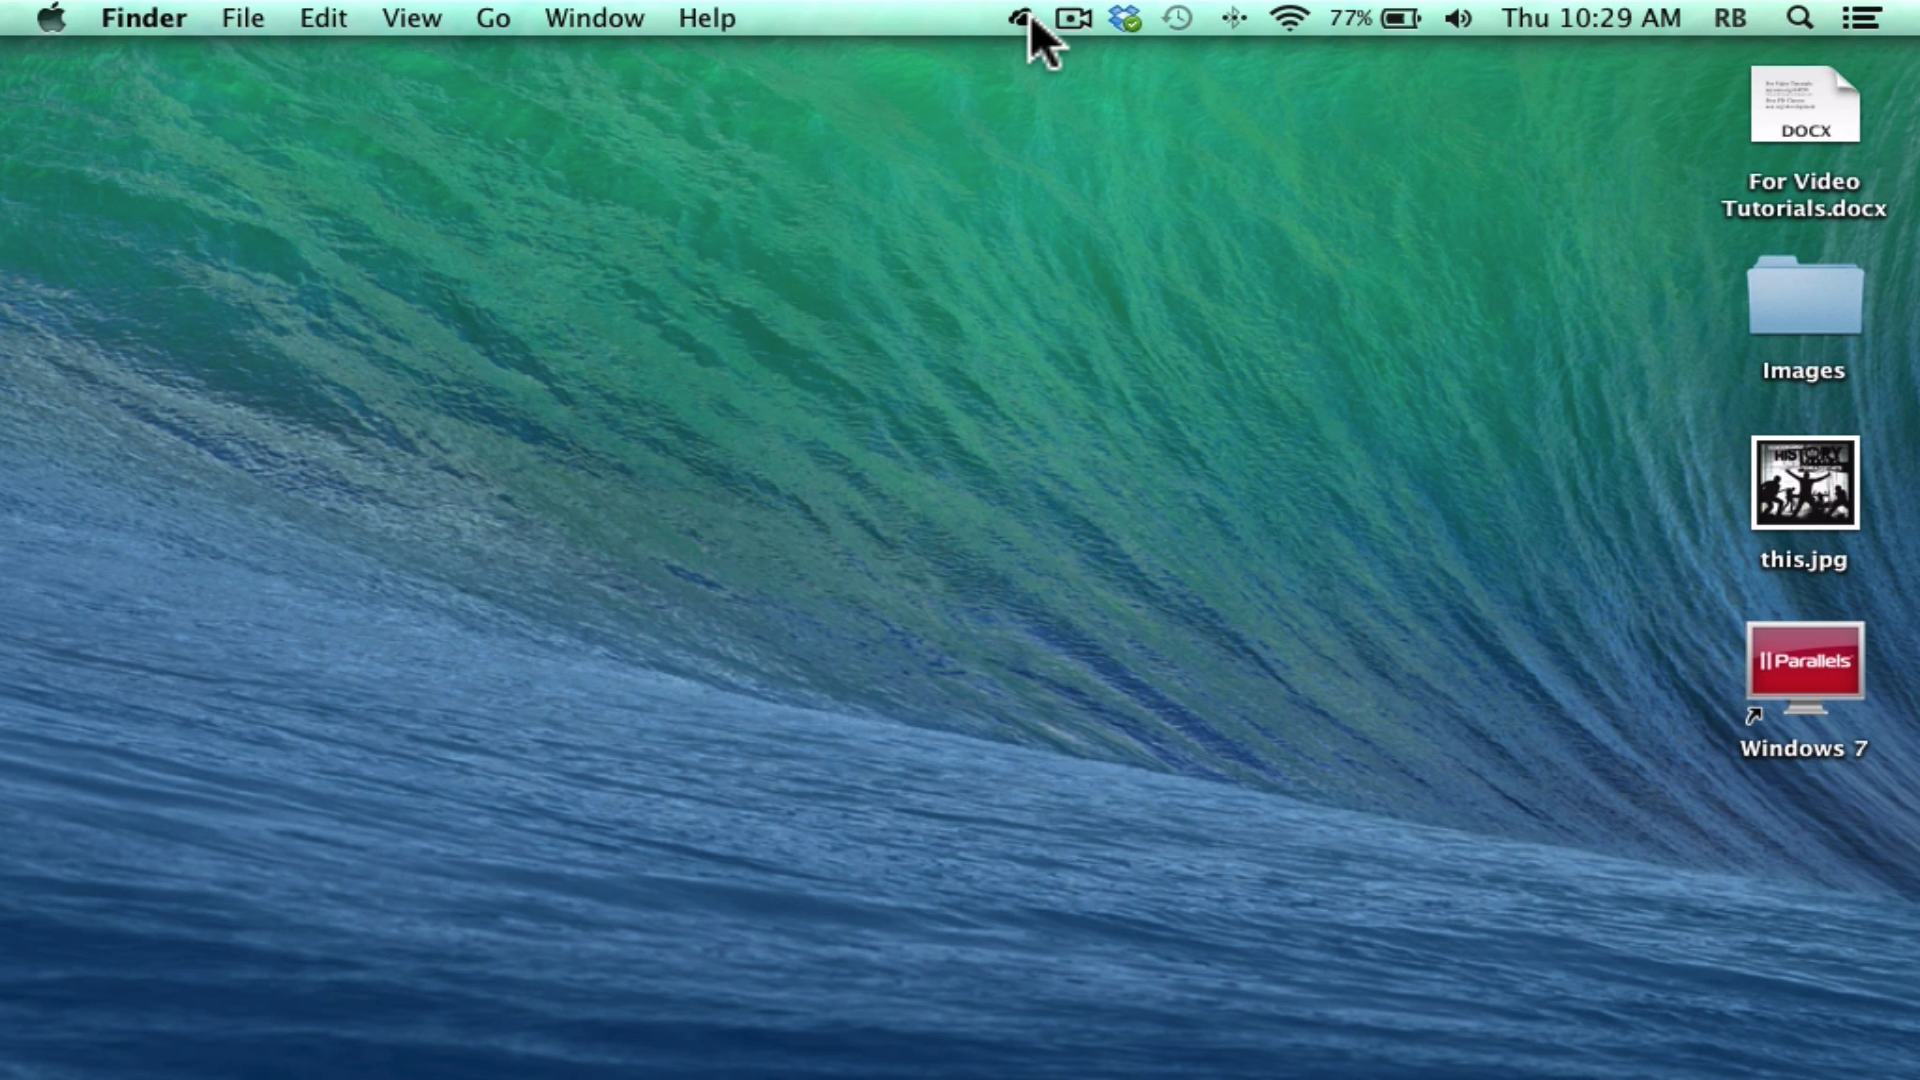 Finder File Edit View Go Window Help 77% Thu 10:29 AM RB
DOCX
For Video
Tutorials.docx
Images
HISTORY
this.jpg
Parallels
Windows 7